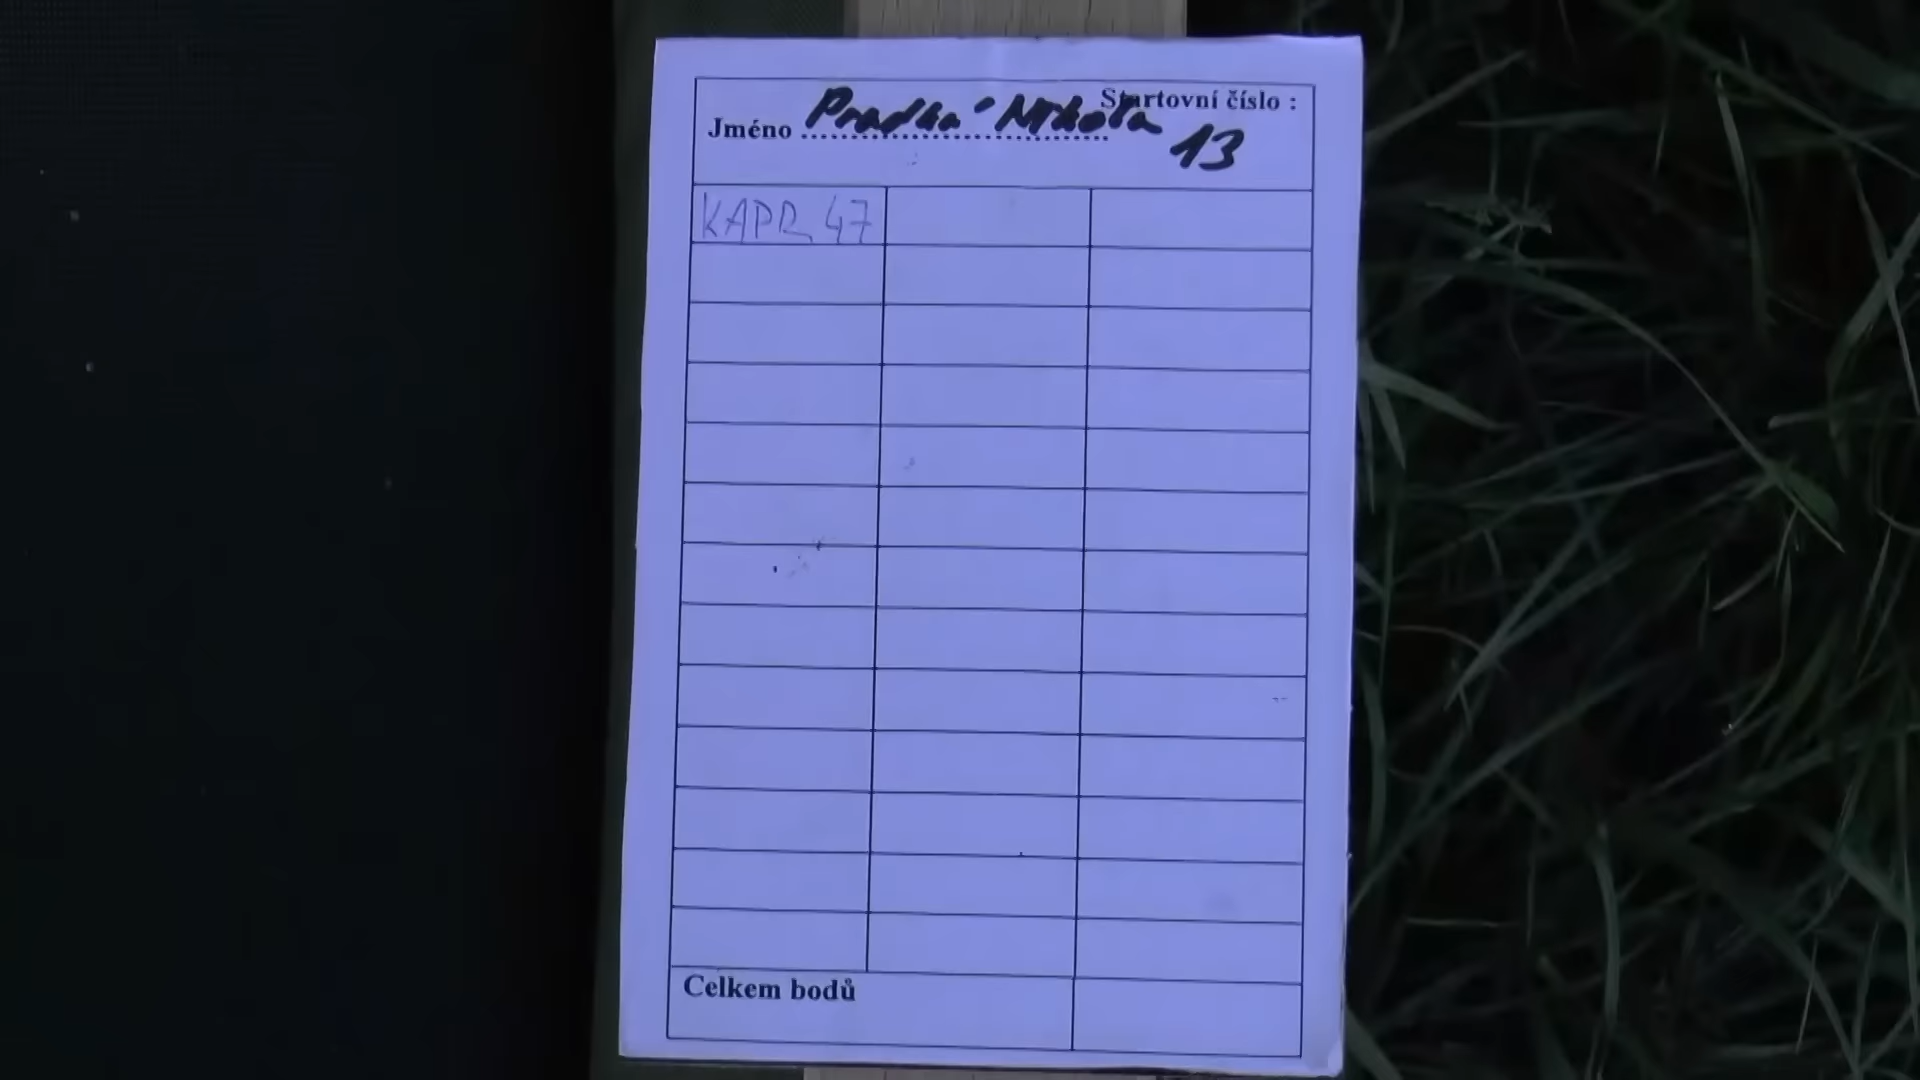 Startovní číslo :
Jméno
13
KAPR 47
Celkem bodů